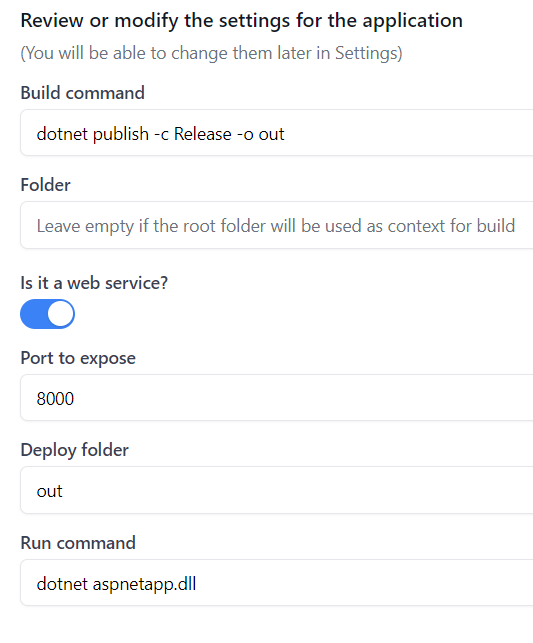 Review or modify the settings for the application
(You will be able to change them later in Settings)
Build command
dotnet publish -c Release -o out
Folder
Leave empty if the root folder will be used as context for build
Is it a web service?
Port to expose
8000
Deploy folder
out
Run command
dotnet aspnetapp.dll